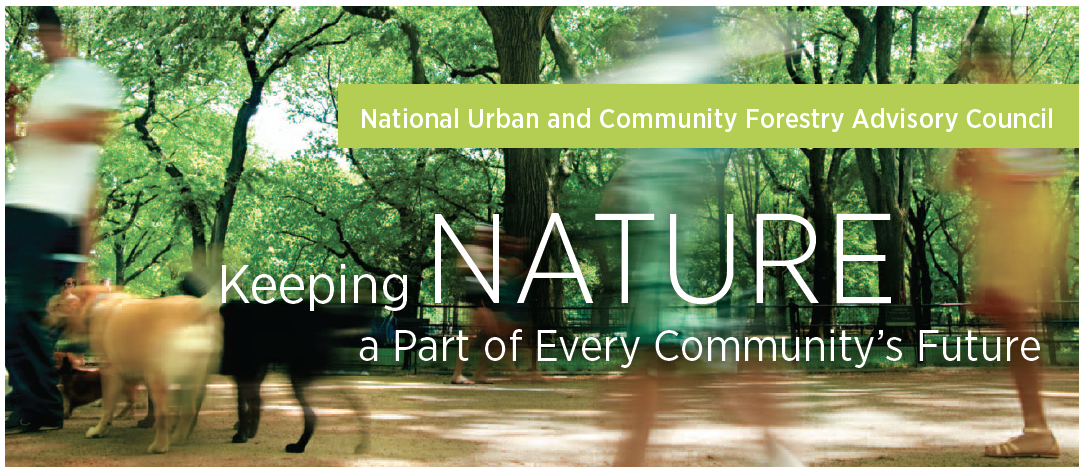 National Urban and Community Forestry Advisory Council
Keeping NATURE
a Part of Every Community’s Future